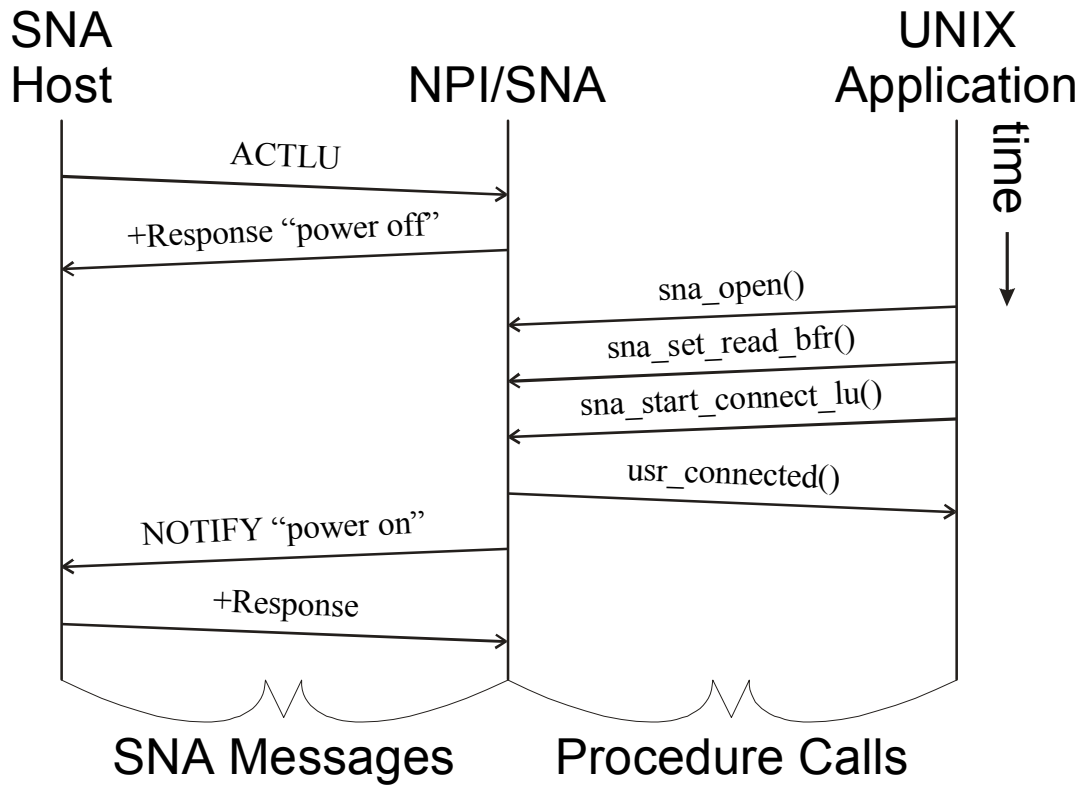 SNA
Host
NPI/SNA
UNIX
Application
time
ACTLU
+Response “power off”
sna_open()
sna_set_read_bfr()
sna_start_connect_lu()
usr_connected()
NOTIFY “power on”
+Response
SNA Messages
Procedure Calls